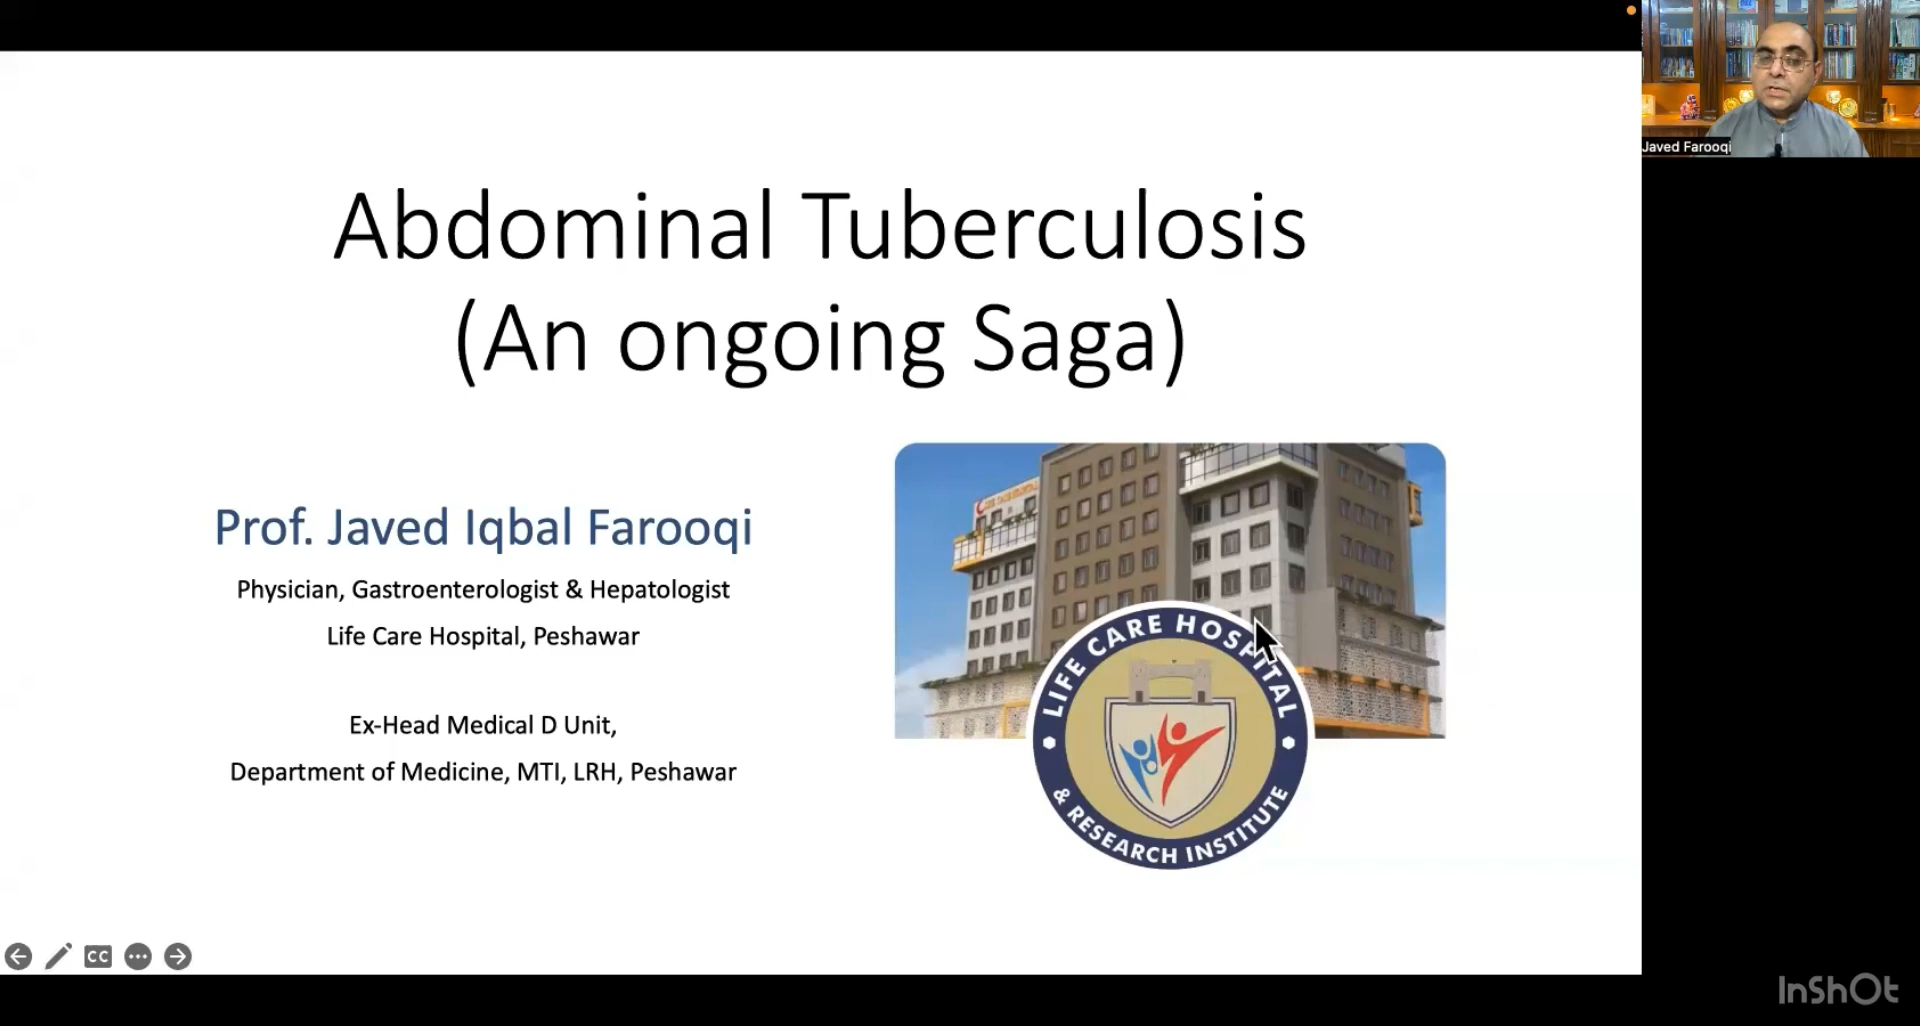 Abdominal Tuberculosis
(An ongoing Saga)
Prof. Javed Iqbal Farooqi
Physician, Gastroenterologist & Hepatologist
Life Care Hospital, Peshawar
Ex-Head Medical D Unit,
Department of Medicine, MTI, LRH, Peshawar
LIFE CARE HOSPITAL
& RESEARCH INSTITUTE
Javed Farooqi
CC
InShOt